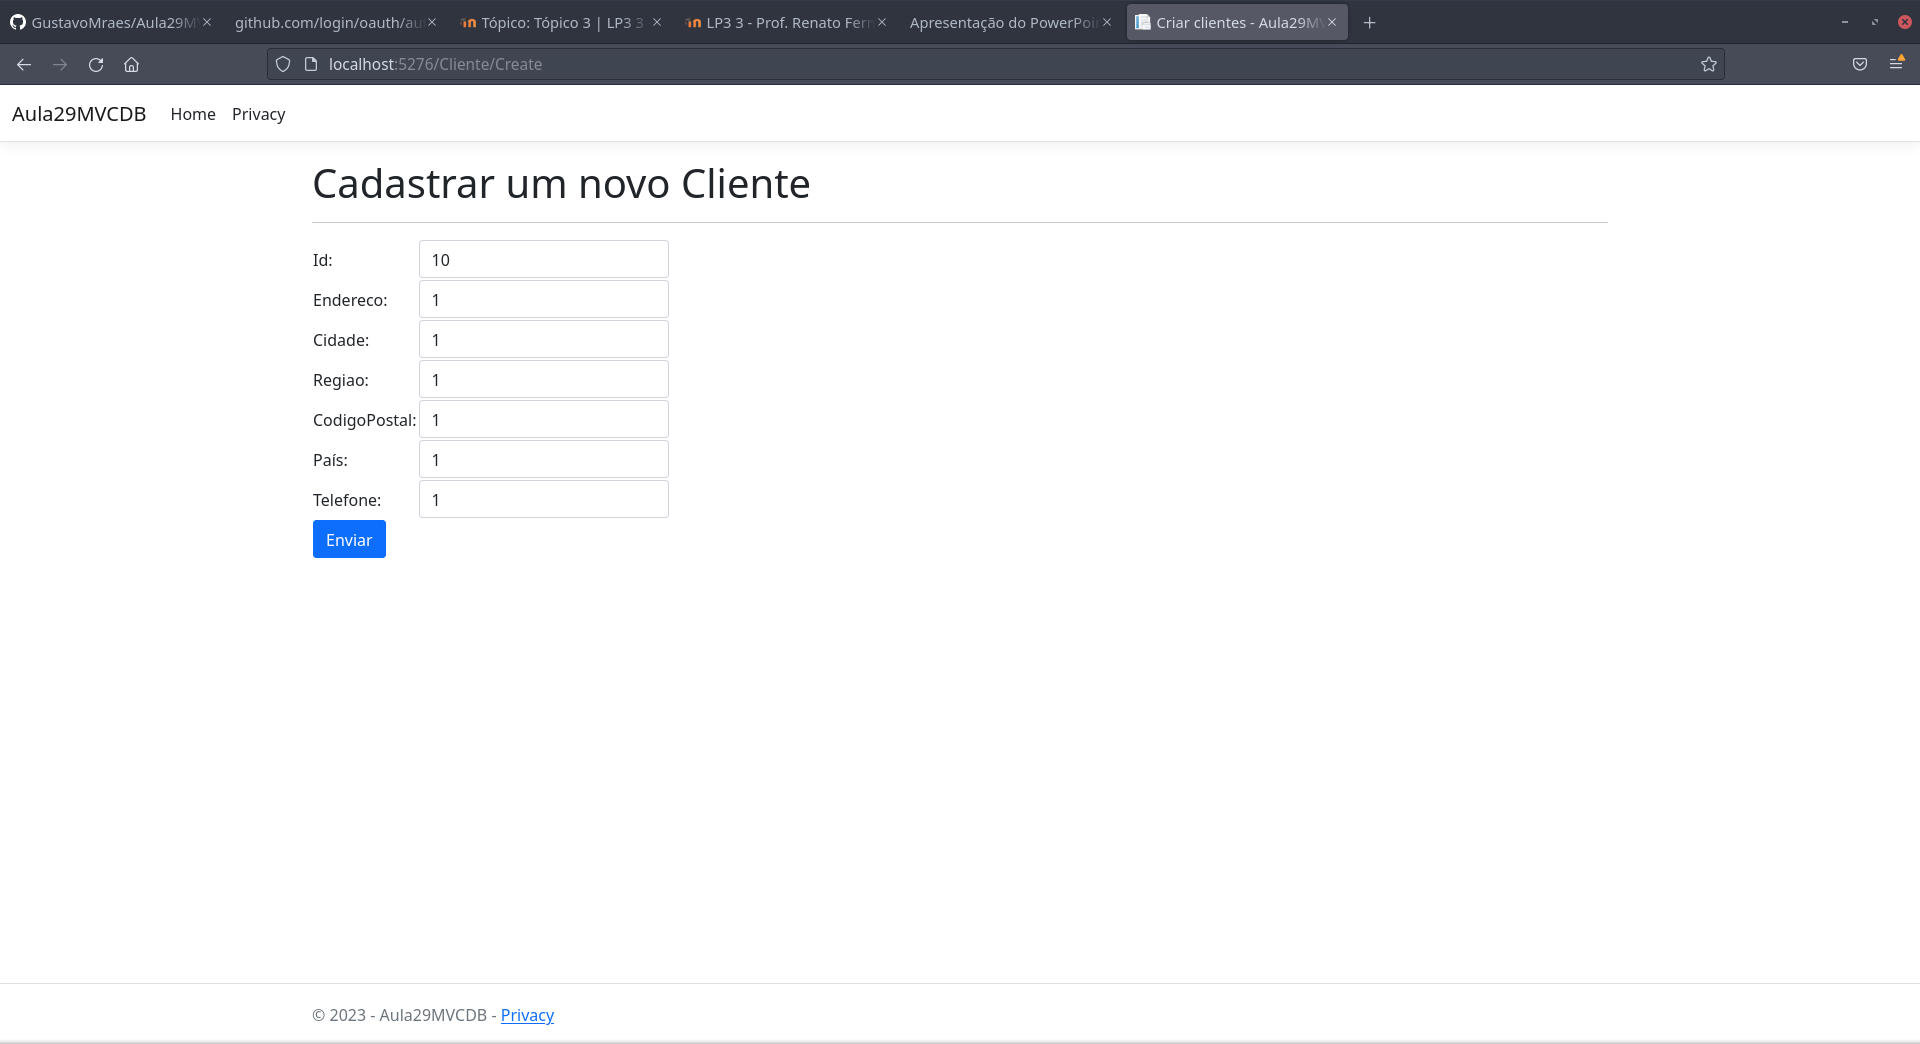 GustavoMraes/Aula29M
github.com/login/oauth/au
Tópico: Tópico 3 | LP3 3
LP3 3 - Prof. Renato Fern
Apresentação do PowerPoi
Criar clientes - Aula29M
localhost:5276/Cliente/Create
Aula29MVCDB Home Privacy
Cadastrar um novo Cliente
Id: 10
Endereco: 1
Cidade: 1
Regiao: 1
CodigoPostal: 1
País: 1
Telefone: 1
Enviar
© 2023 - Aula29MVCDB - Privacy